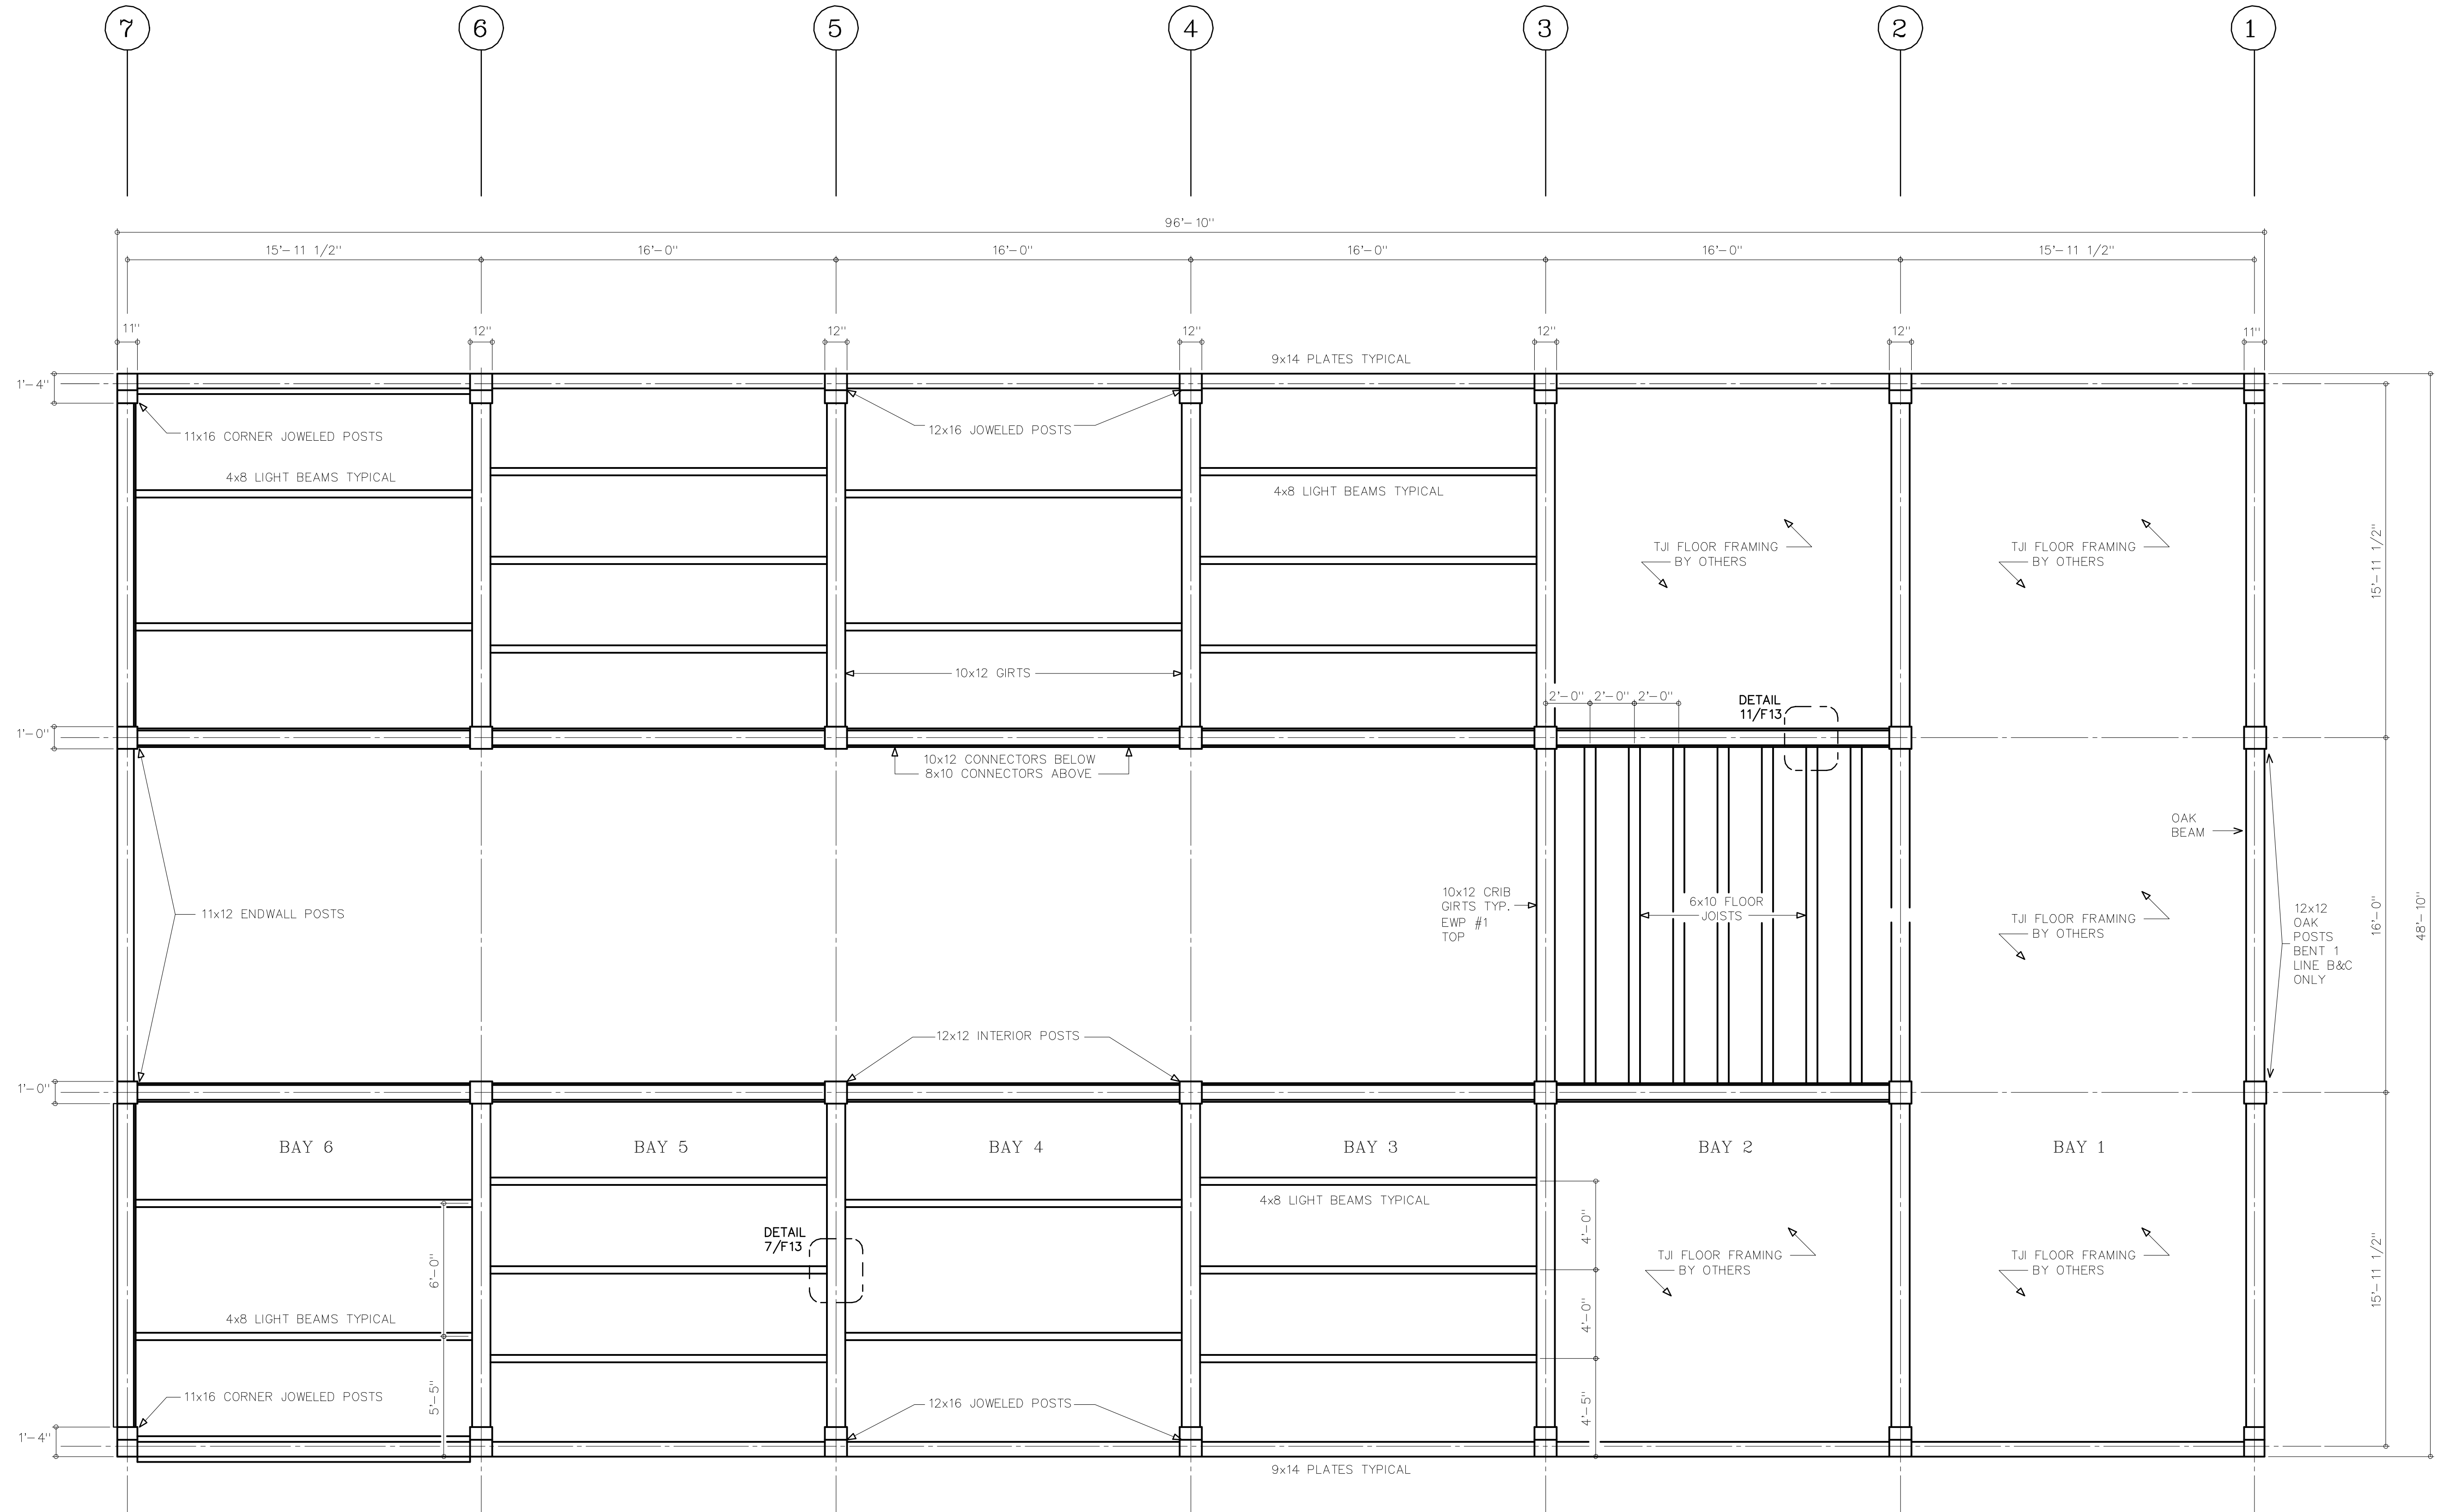 7
6
5
4
3
2
1
96'-10"
15'-11 1/2"
16'-0"
16'-0"
16'-0"
16'-0"
15'-11 1/2"
11"
12"
12"
12"
12"
12"
11"
9x14 PLATES TYPICAL
1'-4"
11x16 CORNER JOWELED POSTS
12x16 JOWELED POSTS
4x8 LIGHT BEAMS TYPICAL
4x8 LIGHT BEAMS TYPICAL
TJI FLOOR FRAMING
BY OTHERS
TJI FLOOR FRAMING
BY OTHERS
15'-11 1/2"
10x12 GIRTS
2'-0"
2'-0"
2'-0"
DETAIL
11/F13
1'-0"
10x12 CONNECTORS BELOW
8x10 CONNECTORS ABOVE
OAK
BEAM
11x12 ENDWALL POSTS
10x12 CRIB
GIRTS TYP.
EWP #1
TOP
6x10 FLOOR
JOISTS
TJI FLOOR FRAMING
BY OTHERS
12x12
OAK
POSTS
BENT 1
LINE B&C
ONLY
16'-0"
48'-10"
12x12 INTERIOR POSTS
1'-0"
BAY 6
BAY 5
BAY 4
BAY 3
BAY 2
BAY 1
4x8 LIGHT BEAMS TYPICAL
DETAIL
7/F13
6'-0"
4'-0"
TJI FLOOR FRAMING
BY OTHERS
TJI FLOOR FRAMING
BY OTHERS
15'-11 1/2"
4x8 LIGHT BEAMS TYPICAL
4'-0"
11x16 CORNER JOWELED POSTS
5'-5"
12x16 JOWELED POSTS
4'-5"
1'-4"
9x14 PLATES TYPICAL